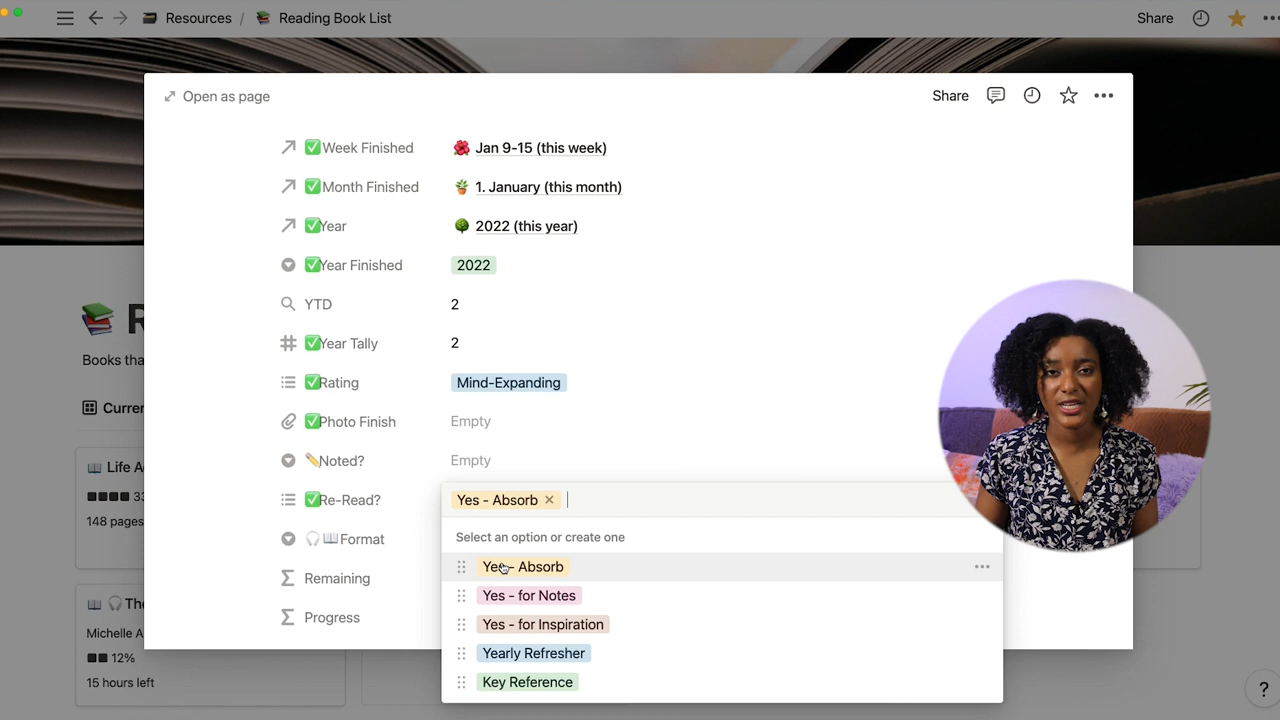 Resources / Reading Book List
Share
Open as page
Share
Week Finished
Jan 9-15 (this week)
Month Finished
1. January (this month)
Year
2022 (this year)
Year Finished
2022
YTD
2
Year Tally
2
Rating
Mind-Expanding
Photo Finish
Empty
Noted?
Empty
Re-Read?
Yes - Absorb
Format
Remaining
Progress
Select an option or create one
Yes - Absorb
Yes - for Notes
Yes - for Inspiration
Yearly Refresher
Key Reference
R
Books tha
Curre
Life A
33
148 pages
The
Michelle A
12%
15 hours left
?